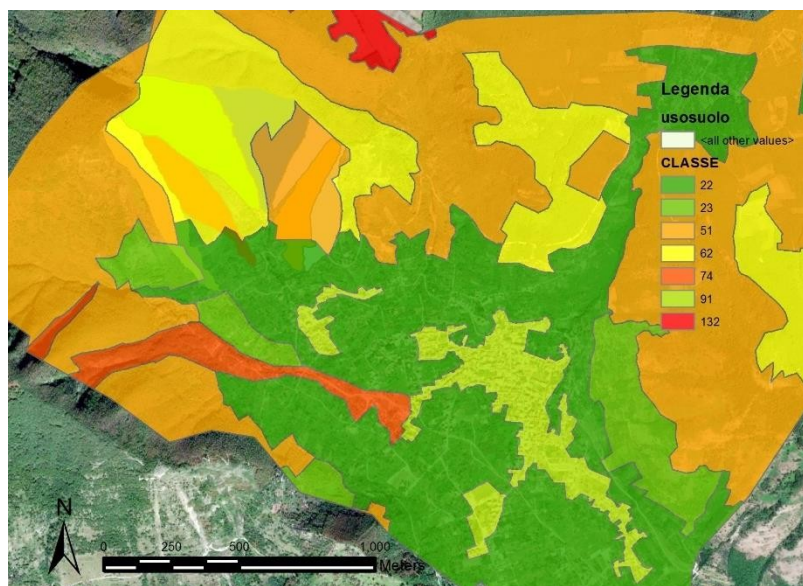 Legenda
usosuolo
<all other values>
CLASSE
22
23
51
62
74
91
132
N
0 250 500 1,000
Meters